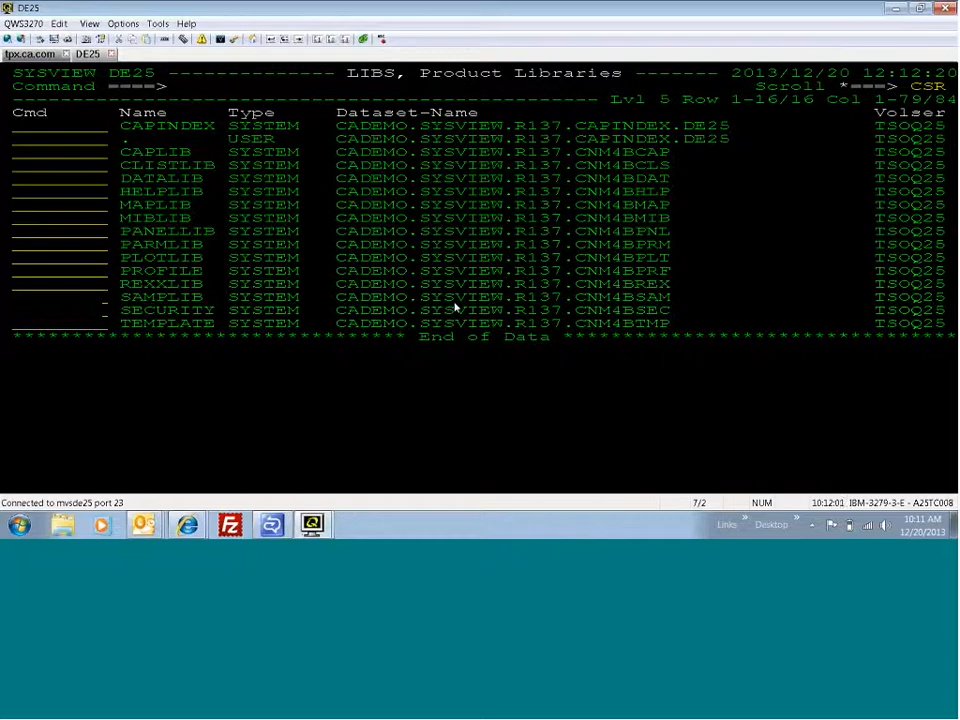 DE25
QWS3270 Edit View Options Tools Help
tpx.ca.com DE25
SYSVIEW DE25 -------------- LIBS, Product Libraries ------- 2013/12/20 12:12:20
Command ====> Scroll *===> CSR
------------------------------------------------- Lvl 5 Row 1-16/16 Col 1-79/84
Cmd Name Type Dataset-Name Volser
CAPINDEX SYSTEM CADEMO.SYSVIEW.R137.CAPINDEX.DE25 TSOQ25
. USER CADEMO.SYSVIEW.R137.CAPINDEX.DE25 TSOQ25
CAPLIB SYSTEM CADEMO.SYSVIEW.R137.CNM4BCAP TSOQ25
CLISTLIB SYSTEM CADEMO.SYSVIEW.R137.CNM4BCLS TSOQ25
DATALIB SYSTEM CADEMO.SYSVIEW.R137.CNM4BDAT TSOQ25
HELPLIB SYSTEM CADEMO.SYSVIEW.R137.CNM4BHLP TSOQ25
MAPLIB SYSTEM CADEMO.SYSVIEW.R137.CNM4BMAP TSOQ25
MIBLIB SYSTEM CADEMO.SYSVIEW.R137.CNM4BMIB TSOQ25
PANELLIB SYSTEM CADEMO.SYSVIEW.R137.CNM4BPNL TSOQ25
PARMLIB SYSTEM CADEMO.SYSVIEW.R137.CNM4BPRM TSOQ25
PLOTLIB SYSTEM CADEMO.SYSVIEW.R137.CNM4BPLT TSOQ25
PROFILE SYSTEM CADEMO.SYSVIEW.R137.CNM4BPRF TSOQ25
REXXLIB SYSTEM CADEMO.SYSVIEW.R137.CNM4BREX TSOQ25
SAMPLIB SYSTEM CADEMO.SYSVIEW.R137.CNM4BSAM TSOQ25
SECURITY SYSTEM CADEMO.SYSVIEW.R137.CNM4BSEC TSOQ25
TEMPLATE SYSTEM CADEMO.SYSVIEW.R137.CNM4BTMP TSOQ25
********************************** End of Data *********************************
Connected to mvsde25 port 23 7/2 NUM 10:12:01 IBM-3279-3-E - A25TC008
Links » Desktop » 10:11 AM
12/20/2013